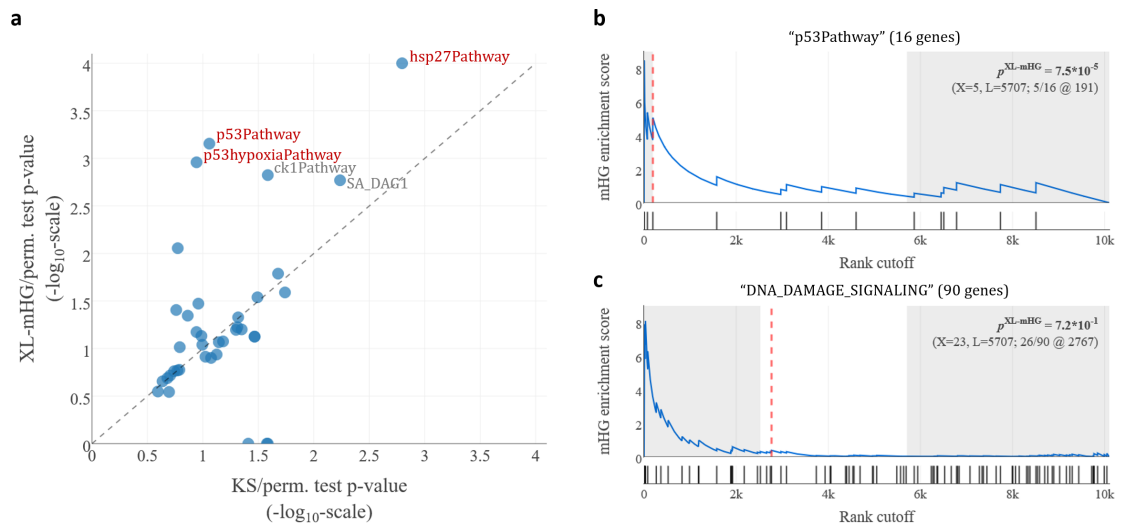 a
XL-mHG/perm. test p-value
(-log10-scale)
4
3.5
3
2.5
2
1.5
1
0.5
0
hsp27Pathway
p53Pathway
p53hypoxiaPathway
ck1Pathway
SA_DAG1
0
0.5
1
1.5
2
2.5
3
3.5
4
KS/perm. test p-value
(-log10-scale)
b
“p53Pathway” (16 genes)
mHG enrichment score
8
6
4
2
0
pXL-mHG = 7.5*10-5
(X=5, L=5707; 5/16 @ 191)
0
2k
4k
6k
8k
10k
Rank cutoff
c
“DNA_DAMAGE_SIGNALING” (90 genes)
mHG enrichment score
8
6
4
2
0
pXL-mHG = 7.2*10-1
(X=23, L=5707; 26/90 @ 2767)
0
2k
4k
6k
8k
10k
Rank cutoff